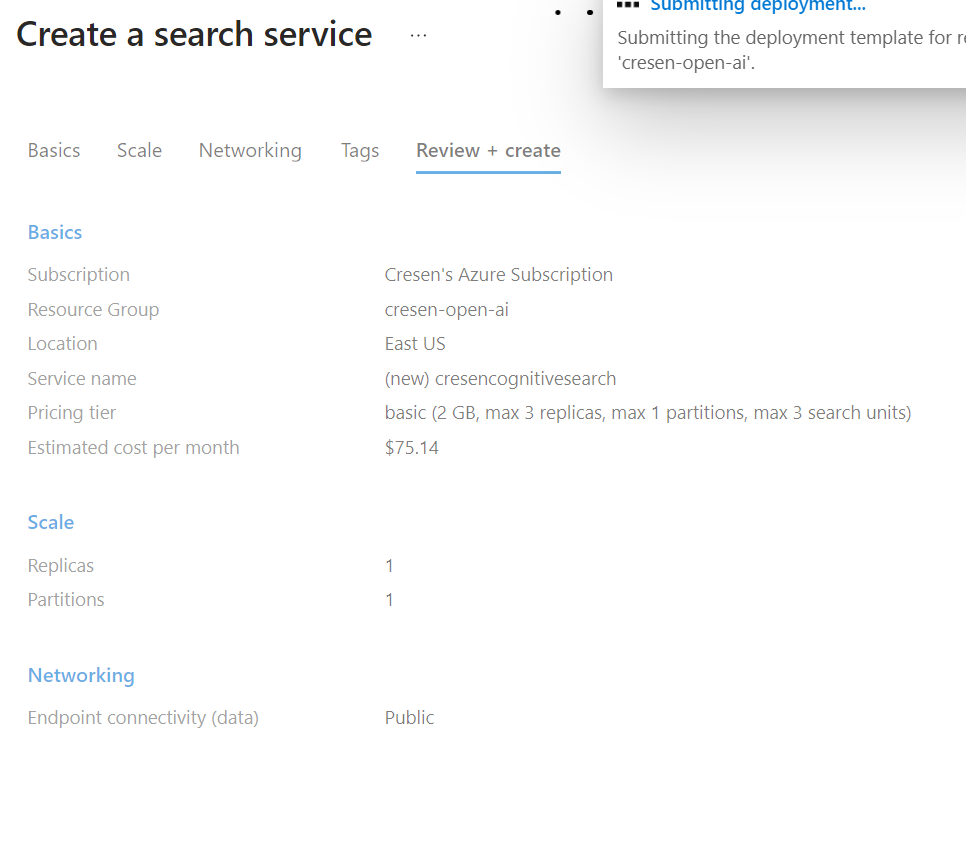 Create a search service ...
Submitting deployment...
Submitting the deployment template for
'cresen-open-ai'.
Basics Scale Networking Tags Review + create
Basics
Subscription Cresen's Azure Subscription
Resource Group cresen-open-ai
Location East US
Service name (new) cresencognitivesearch
Pricing tier basic (2 GB, max 3 replicas, max 1 partitions, max 3 search units)
Estimated cost per month $75.14
Scale
Replicas 1
Partitions 1
Networking
Endpoint connectivity (data) Public